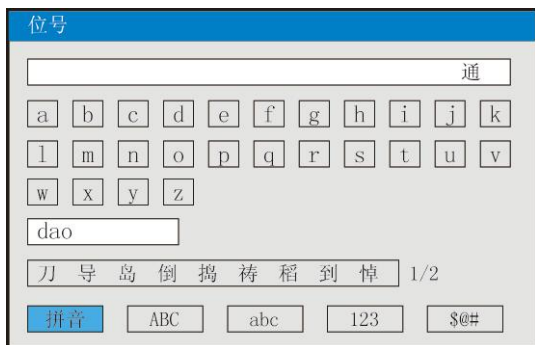 位号
通
a b c d e f g h i j k
l m n o p q r s t u v
w x y z
dao
刀 导 岛 倒 捣 祷 稻 到 悼 1/2
拼音 ABC abc 123 $@#